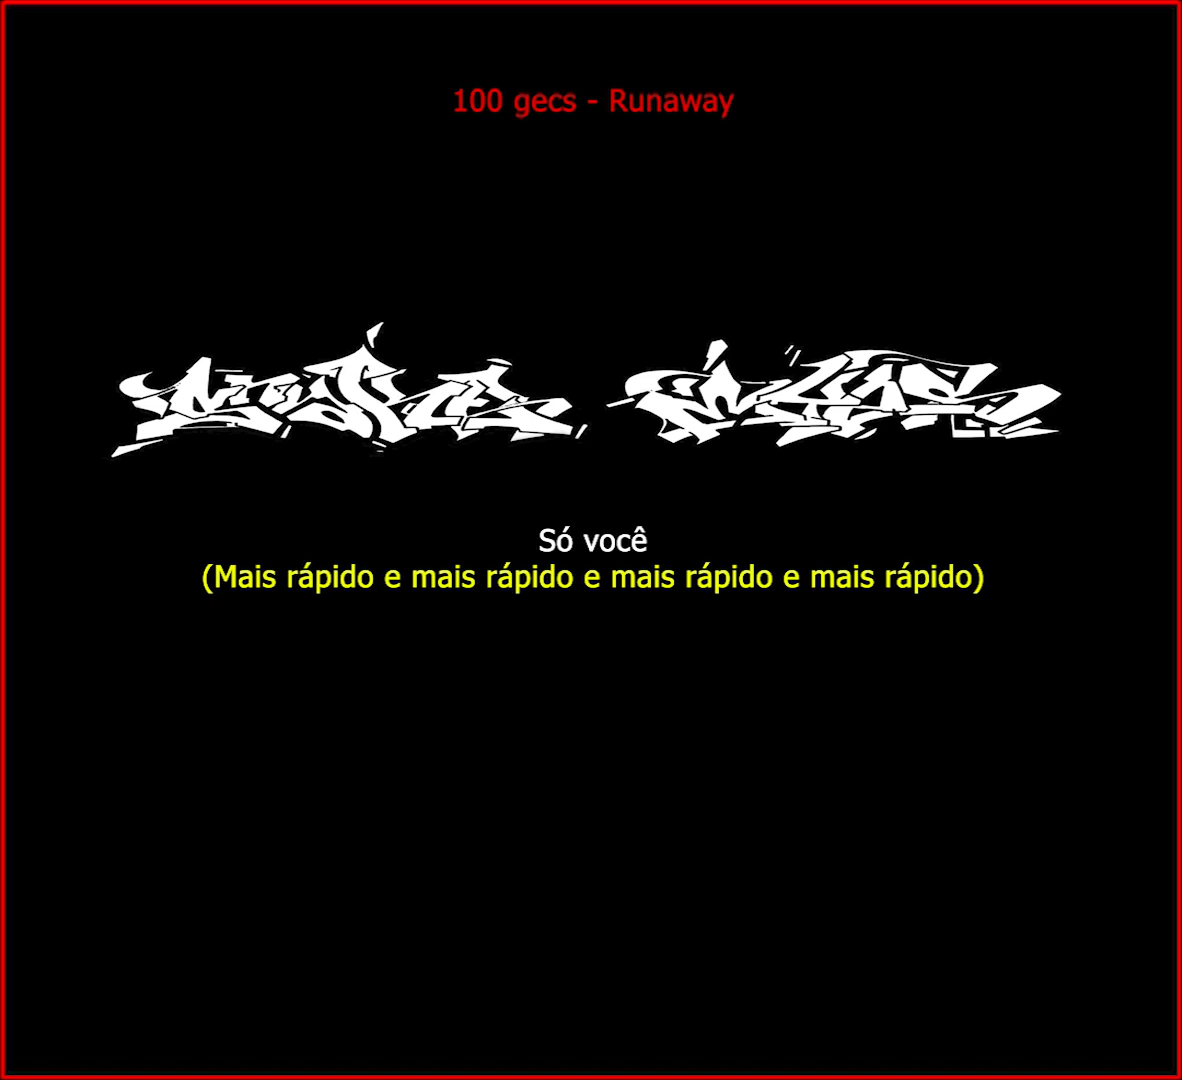 100 gecs - Runaway
Só você
(Mais rápido e mais rápido e mais rápido e mais rápido)